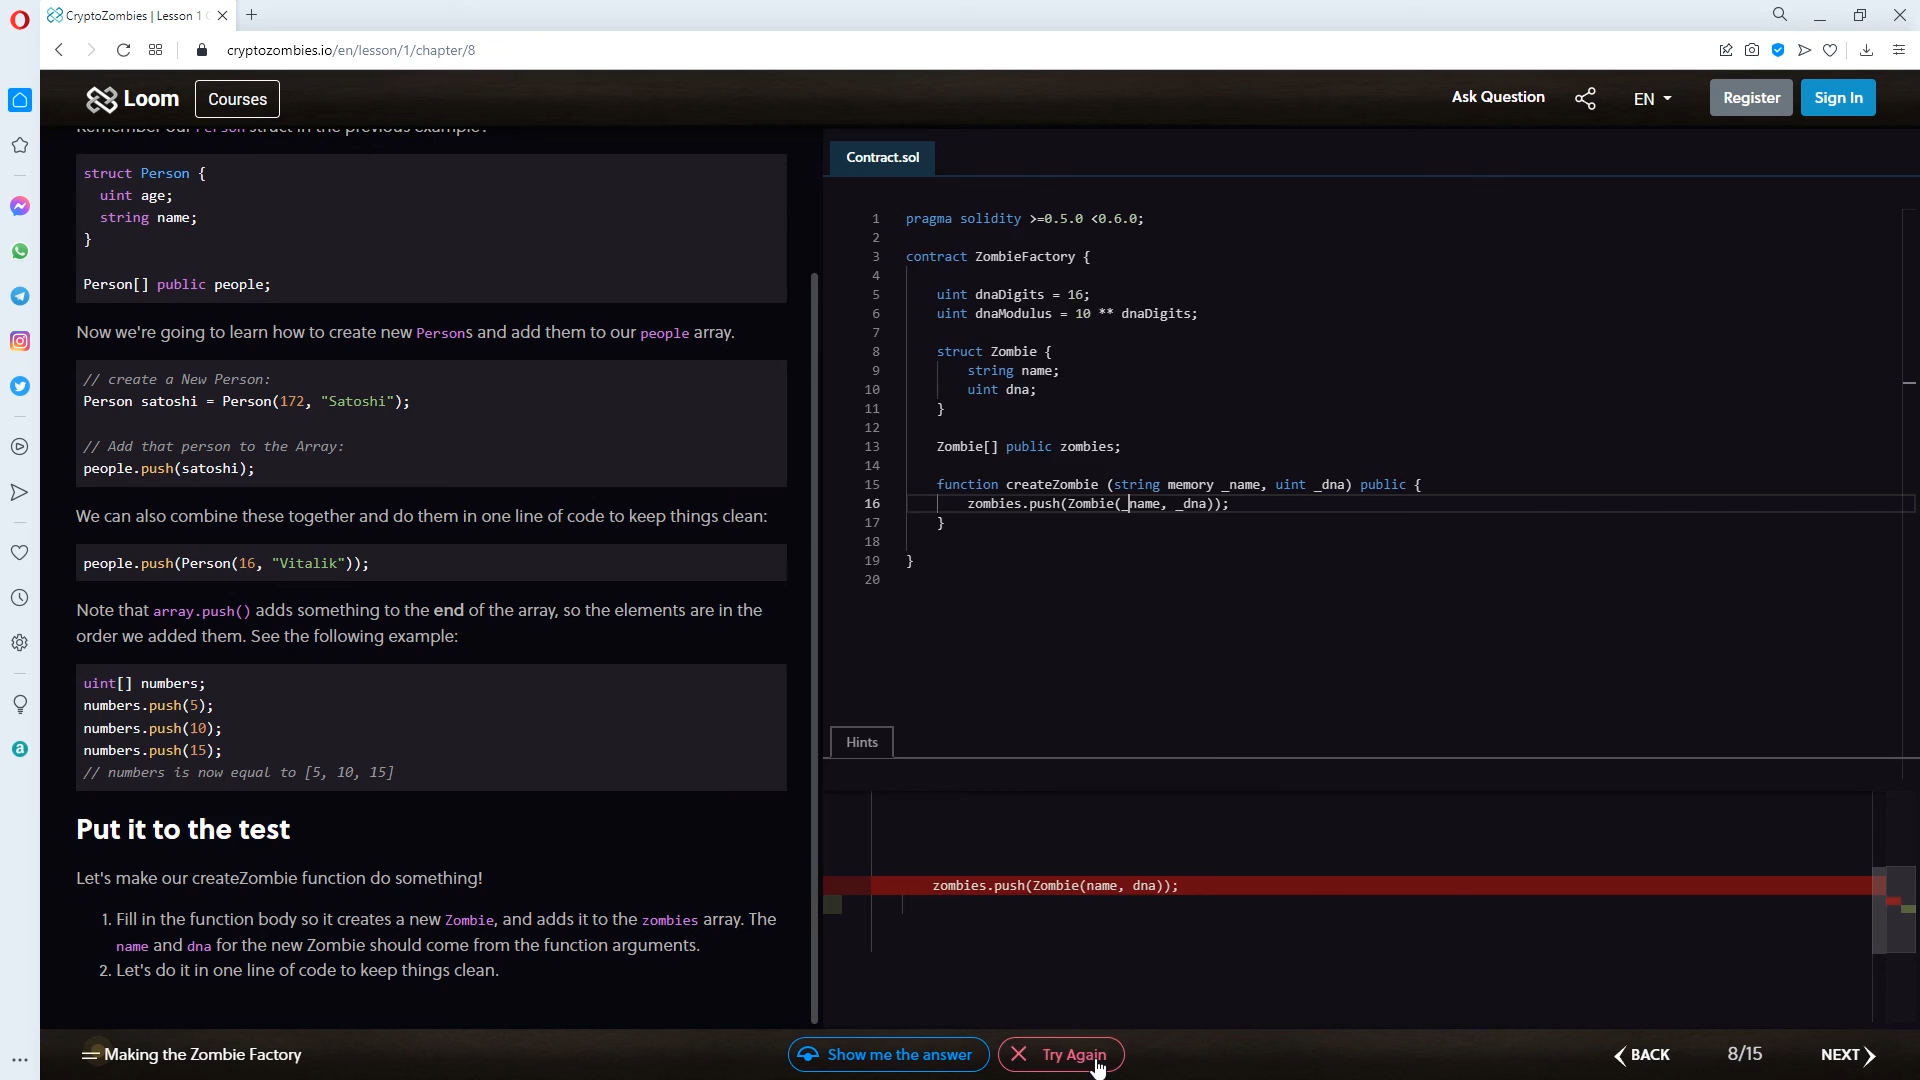 CryptoZombies | Lesson 1
cryptozombies.io/en/lesson/1/chapter/8
Loom
Courses
Ask Question
EN
Register
Sign In
Remember our Person struct in the previous example?
struct Person {
uint age;
string name;
}
Person[] public people;
Now we're going to learn how to create new Persons and add them to our people array.
// create a New Person:
Person satoshi = Person(172, "Satoshi");
// Add that person to the Array:
people.push(satoshi);
We can also combine these together and do them in one line of code to keep things clean:
people.push(Person(16, "Vitalik"));
Note that array.push() adds something to the end of the array, so the elements are in the
order we added them. See the following example:
uint[] numbers;
numbers.push(5);
numbers.push(10);
numbers.push(15);
// numbers is now equal to [5, 10, 15]
Put it to the test
Let's make our createZombie function do something!
1. Fill in the function body so it creates a new Zombie, and adds it to the zombies array. The
name and dna for the new Zombie should come from the function arguments.
2. Let's do it in one line of code to keep things clean.
Contract.sol
1 pragma solidity >=0.5.0 <0.6.0;
2
3 contract ZombieFactory {
4
5 uint dnaDigits = 16;
6 uint dnaModulus = 10 ** dnaDigits;
7
8 struct Zombie {
9 string name;
10 uint dna;
11 }
12
13 Zombie[] public zombies;
14
15 function createZombie (string memory _name, uint _dna) public {
16 zombies.push(Zombie(_name, _dna));
17 }
18
19 }
20
Hints
zombies.push(Zombie(name, dna));
Making the Zombie Factory
Show me the answer
Try Again
BACK
8/15
NEXT